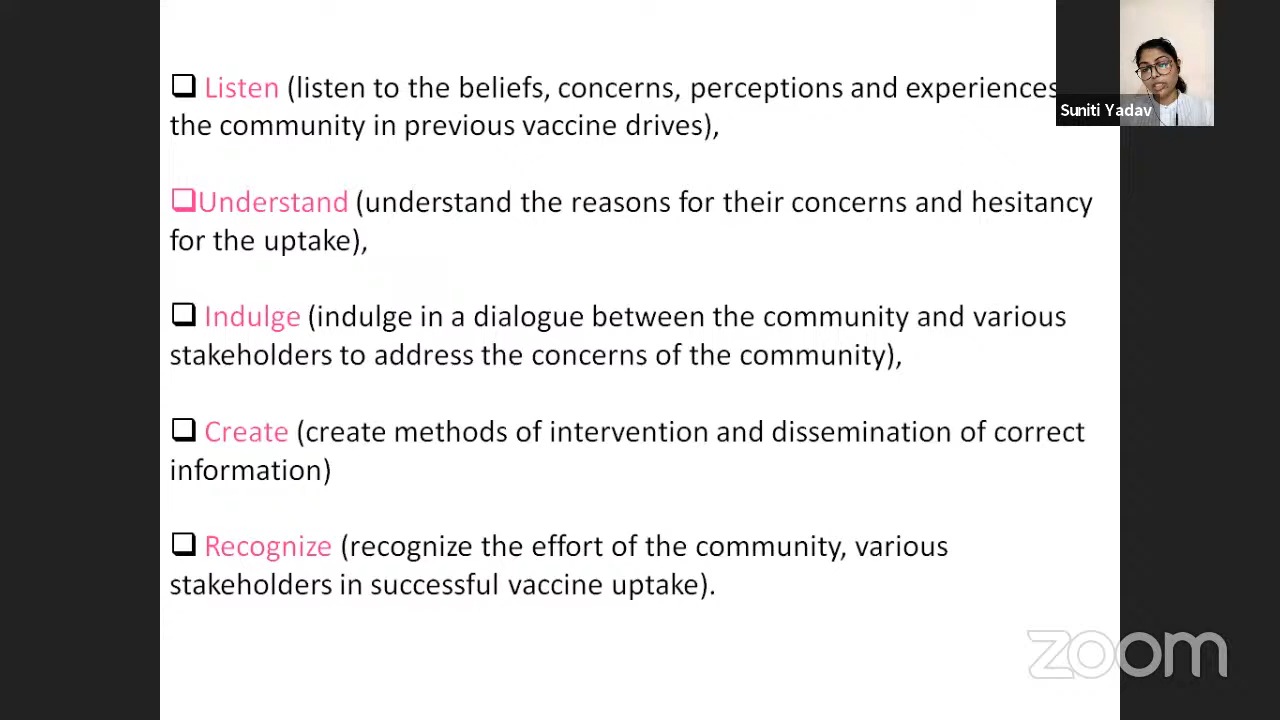 Listen (listen to the beliefs, concerns, perceptions and experiences
the community in previous vaccine drives),
Understand (understand the reasons for their concerns and hesitancy
for the uptake),
Indulge (indulge in a dialogue between the community and various
stakeholders to address the concerns of the community),
Create (create methods of intervention and dissemination of correct
information)
Recognize (recognize the effort of the community, various
stakeholders in successful vaccine uptake).
Suniti Yadav
zoom